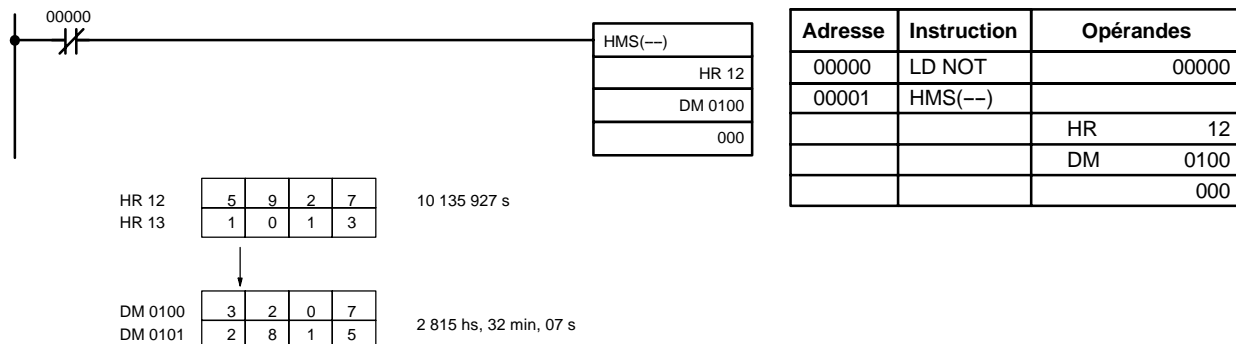 00000
HMS(−−)
HR 12
DM 0100
000
Adresse Instruction Opérandes
00000 LD NOT 00000
00001 HMS(−−)
HR 12
DM 0100
000
HR 12 5 9 2 7 10 135 927 s
HR 13 1 0 1 3
DM 0100 3 2 0 7
DM 0101 2 8 1 5 2 815 hs, 32 min, 07 s